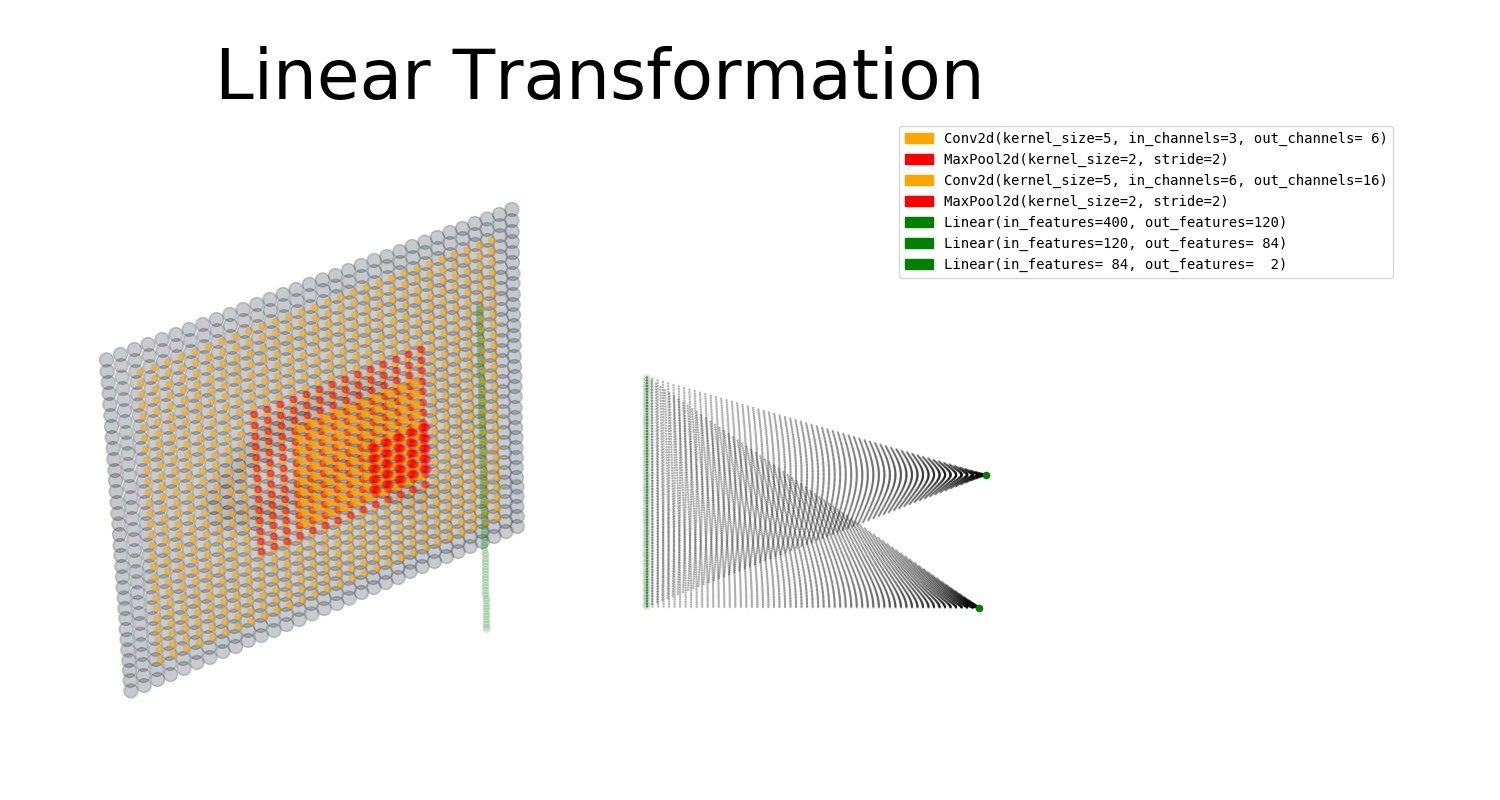 Linear Transformation
Conv2d(kernel_size=5, in_channels=3, out_channels= 6)
MaxPool2d(kernel_size=2, stride=2)
Conv2d(kernel_size=5, in_channels=6, out_channels=16)
MaxPool2d(kernel_size=2, stride=2)
Linear(in_features=400, out_features=120)
Linear(in_features=120, out_features= 84)
Linear(in_features= 84, out_features=  2)